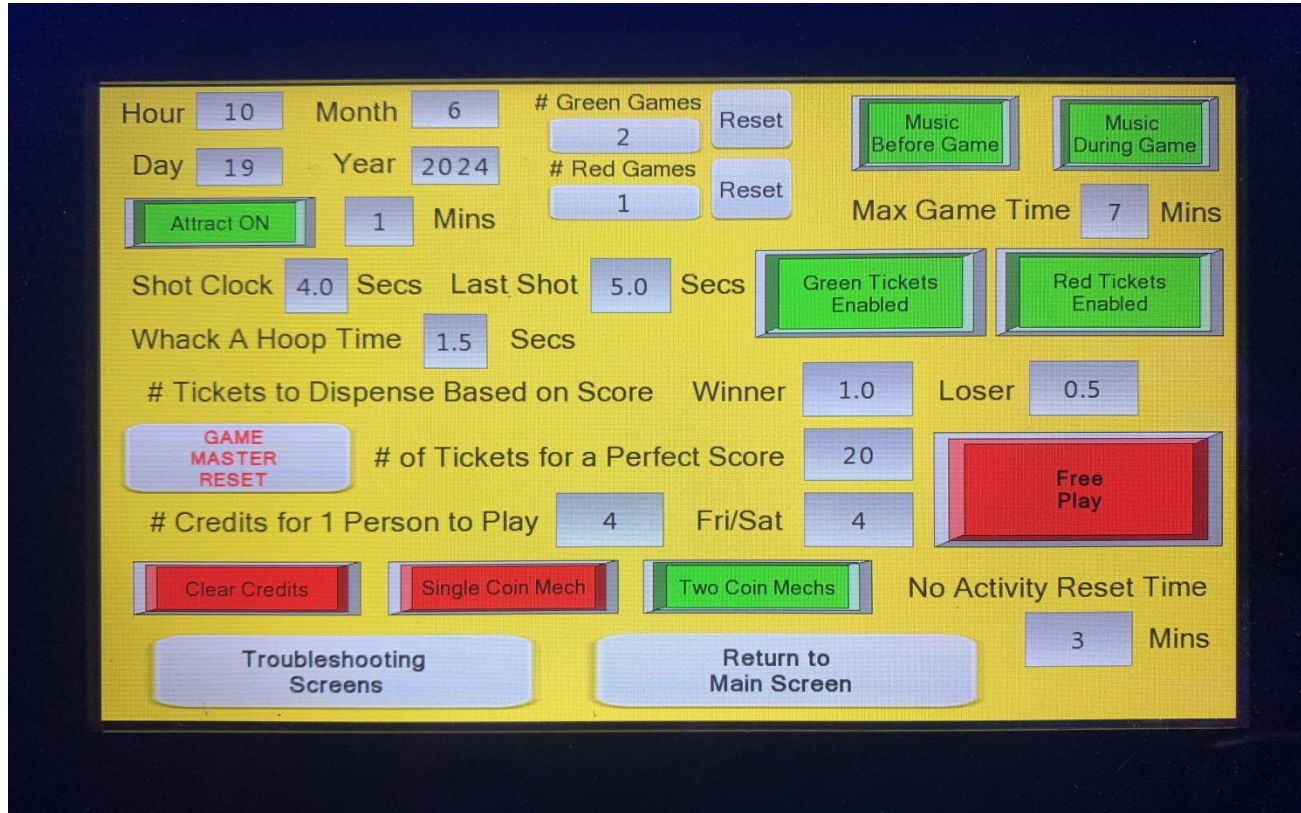 Hour 10 Month 6 # Green Games Reset Music
2 Before Game Music
During Game
Day 19 Year 2024 # Red Games Reset
1
Attract ON 1 Mins Max Game Time 7 Mins
Shot Clock 4.0 Secs Last Shot 5.0 Secs Green Tickets
Enabled Red Tickets
Enabled
Whack A Hoop Time 1.5 Secs
# Tickets to Dispense Based on Score Winner 1.0 Loser 0.5
GAME
MASTER
RESET
# of Tickets for a Perfect Score 20 Free
Play
# Credits for 1 Person to Play 4 Fri/Sat 4
Clear Credits Single Coin Mech Two Coin Mechs No Activity Reset Time
3 Mins
Troubleshooting
Screens
Return to
Main Screen